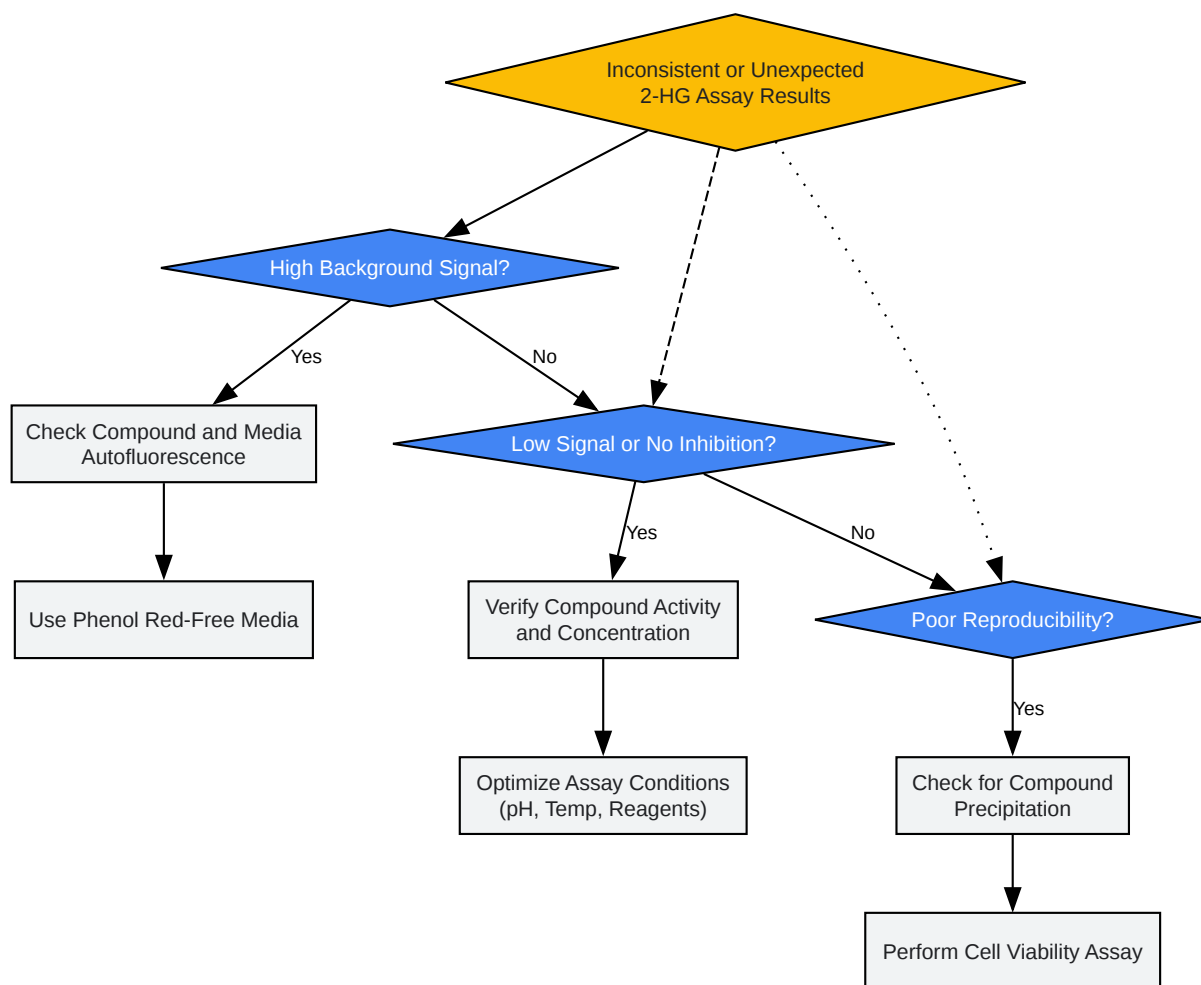 Inconsistent or Unexpected
2-HG Assay Results
High Background Signal?
Yes
No
Check Compound and Media
Autofluorescence
Low Signal or No Inhibition?
Yes
No
Use Phenol Red-Free Media
Verify Compound Activity
and Concentration
Poor Reproducibility?
Yes
Optimize Assay Conditions
(pH, Temp, Reagents)
Check for Compound
Precipitation
Perform Cell Viability Assay